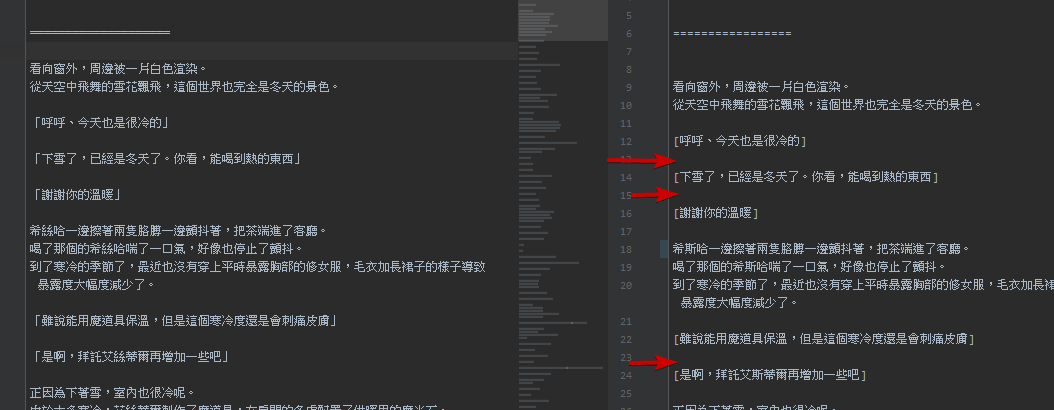 ════════════════════
看向窗外，周邊被一片白色渲染。
從天空中飛舞的雪花飄飛，這個世界也完全是冬天的景色。
「呼呼、今天也是很冷的」
「下雪了，已經是冬天了。你看，能喝到熱的東西」
「謝謝你的溫暖」
希絲哈一邊擦著兩隻胳膊一邊顫抖著，把茶端進了客廳。
喝了那個的希絲哈喘了一口氣，好像也停止了顫抖。
到了寒冷的季節了，最近也沒有穿上平時暴露胸部的修女服，毛衣加長裙子的樣子導致
暴露度大幅度減少了。
「雖說能用魔道具保溫，但是這個寒冷度還是會刺痛皮膚」
「是啊，拜託艾絲蒂爾再增加一些吧」
正因為下著雪，室內也很冷呢。
5
6 =================
7
8
9 看向窗外，周邊被一片白色渲染。
10 從天空中飛舞的雪花飄飛，這個世界也完全是冬天的景色。
11
12 [呼呼、今天也是很冷的]
13
14 [下雪了，已經是冬天了。你看，能喝到熱的東西]
15
16 [謝謝你的溫暖]
17
18 希斯哈一邊擦著兩隻胳膊一邊顫抖著，把茶端進了客廳。
19 喝了那個的希斯哈喘了一口氣，好像也停止了顫抖。
20 到了寒冷的季節了，最近也沒有穿上平時暴露胸部的修女服，毛衣加長裙
暴露度大幅度減少了。
21
22 [雖說能用魔道具保溫，但是這個寒冷度還是會刺痛皮膚]
23
24 [是啊，拜託艾斯蒂爾再增加一些吧]
25